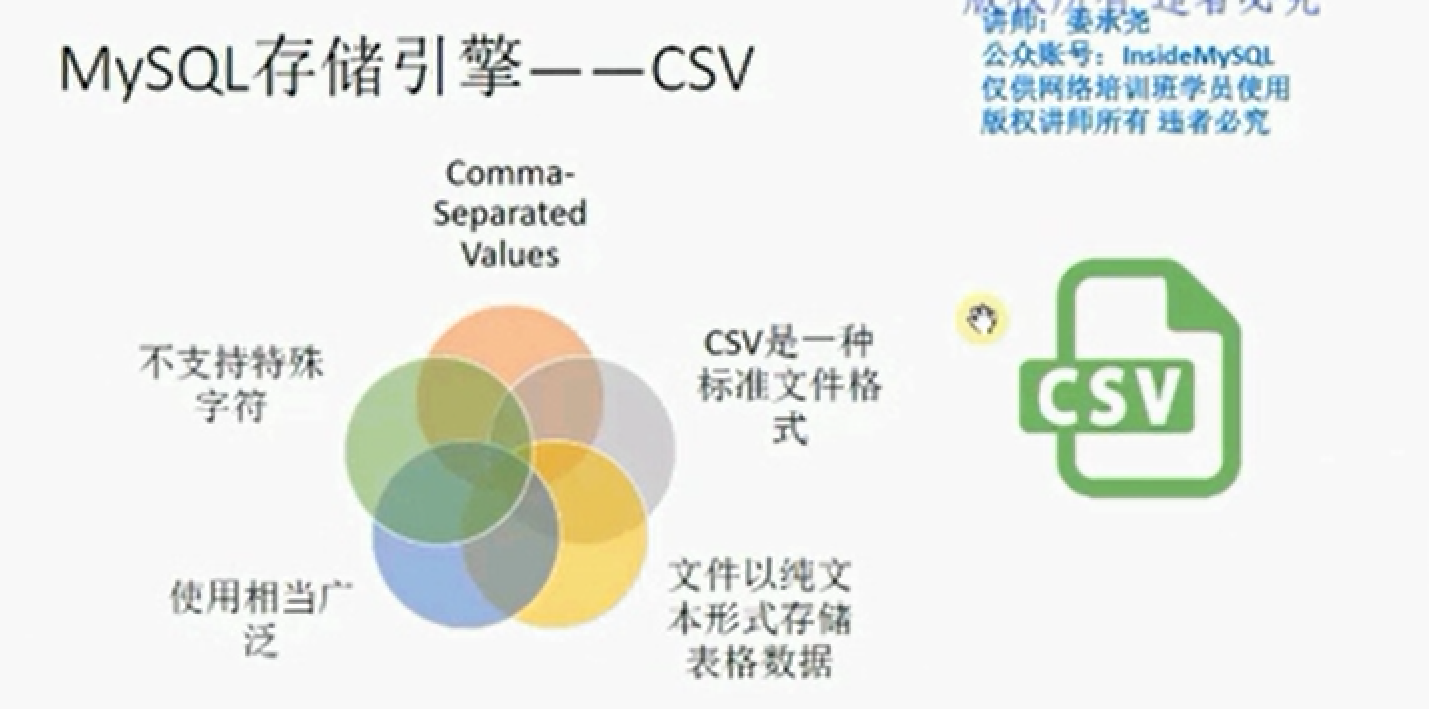 MySQL存储引擎——CSV
讲师：姜承尧
公众账号：InsideMySQL
仅供网络培训班学员使用
版权讲师所有 违者必究
Comma-
Separated
Values
不支持特殊
字符
CSV是一种
标准文件格
式
CSV
使用相当广
泛
文件以纯文
本形式存储
表格数据